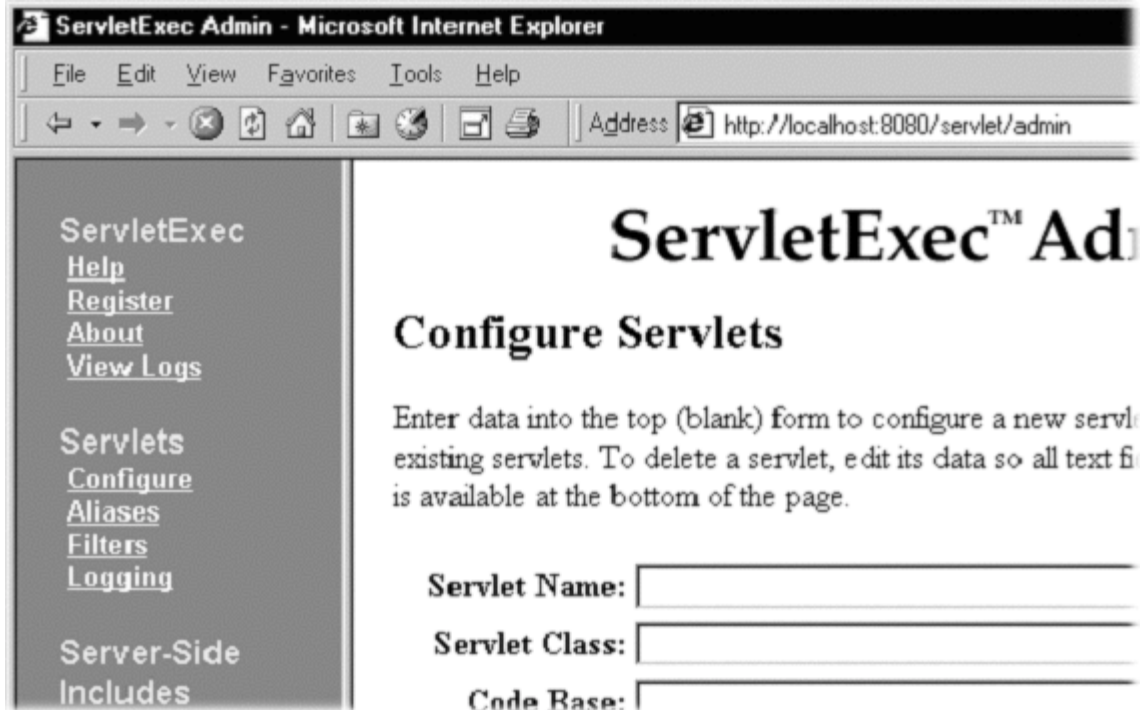 ServletExec Admin - Microsoft Internet Explorer
File Edit View Favorites Tools Help
Address http://localhost:8080/servlet/admin
ServletExec
Help
Register
About
View Logs
Servlets
Configure
Aliases
Filters
Logging
Server-Side
Includes
ServletExec™
Configure Servlets
Enter data into the top (blank) form to configure a new
existing servlets. To delete a servlet, edit its data so all text
is available at the bottom of the page.
Servlet Name:
Servlet Class:
Code Base: